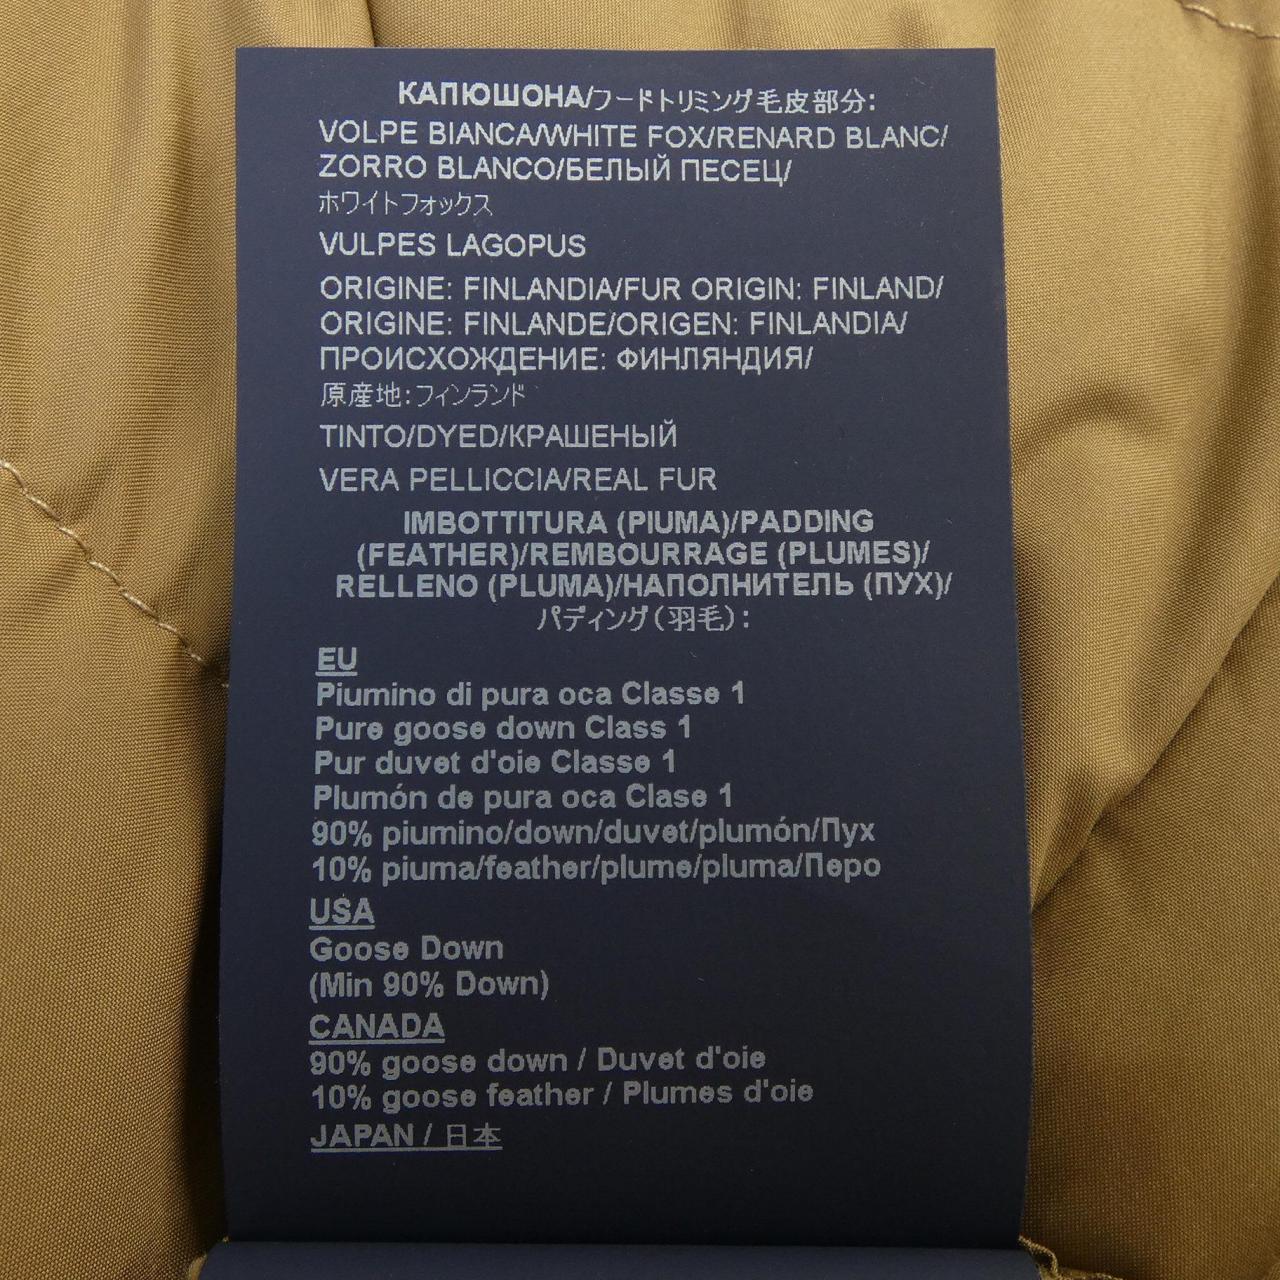 КАПЮШОНА/フードトリミング毛皮部分:
VOLPE BIANCA/WHITE FOX/RENARD BLANC/
ZORRO BLANCO/БЕЛЫЙ ПЕСЕЦ/
ホワイトフォックス
VULPES LAGOPUS
ORIGINE: FINLANDIA/FUR ORIGIN: FINLAND/
ORIGINE: FINLANDE/ORIGEN: FINLANDIA/
ПРОИСХОЖДЕНИЕ: ФИНЛЯНДИЯ/
原産地:フィンランド
TINTO/DYED/КРАШЕНЫЙ
VERA PELLICCIA/REAL FUR
IMBOTTITURA (PIUMA)/PADDING
(FEATHER)/REMBOURRAGE (PLUMES)/
RELLENO (PLUMA)/НАПОЛНИТЕЛЬ (ПУХ)/
パディング(羽毛):
EU
Piumino di pura oca Classe 1
Pure goose down Class 1
Pur duvet d'oie Classe 1
Plumón de pura oca Clase 1
90% piumino/down/duvet/plumón/Пух
10% piuma/feather/plume/pluma/Перо
USA
Goose Down
(Min 90% Down)
CANADA
90% goose down / Duvet d'oie
10% goose feather / Plumes d'oie
JAPAN / 日本